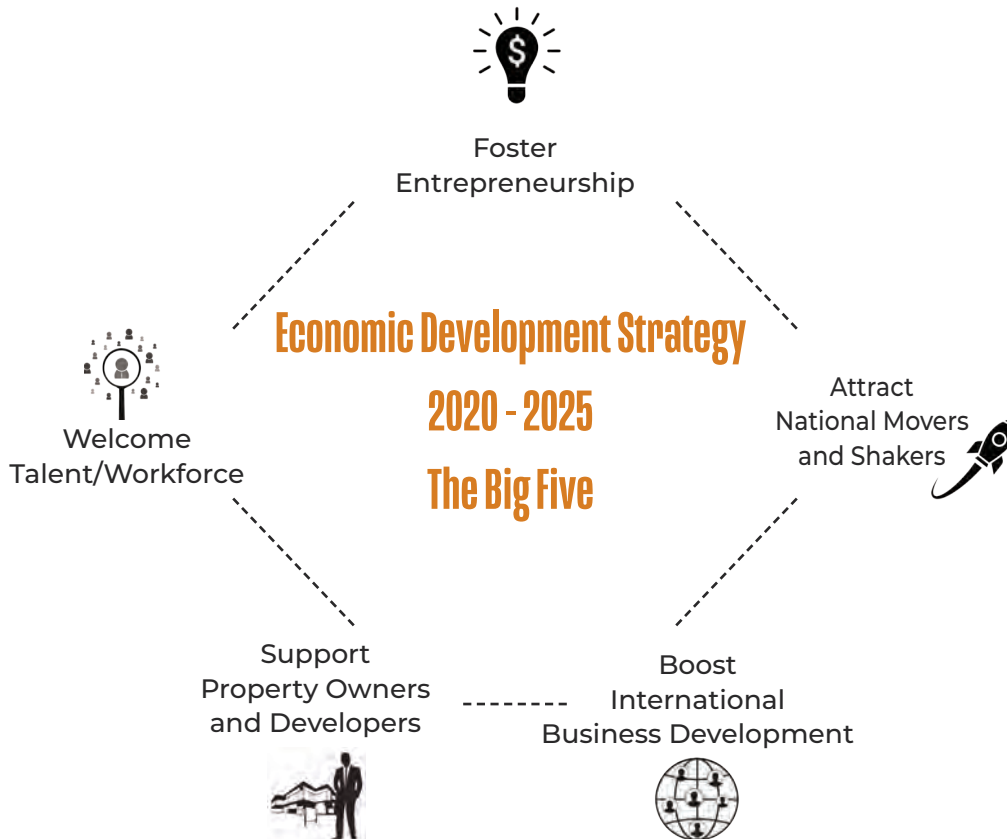 $
Foster
Entrepreneurship
Economic Development Strategy
2020 - 2025
The Big Five
Attract
National Movers
and Shakers
Welcome
Talent/Workforce
Support
Property Owners
and Developers
Boost
International
Business Development